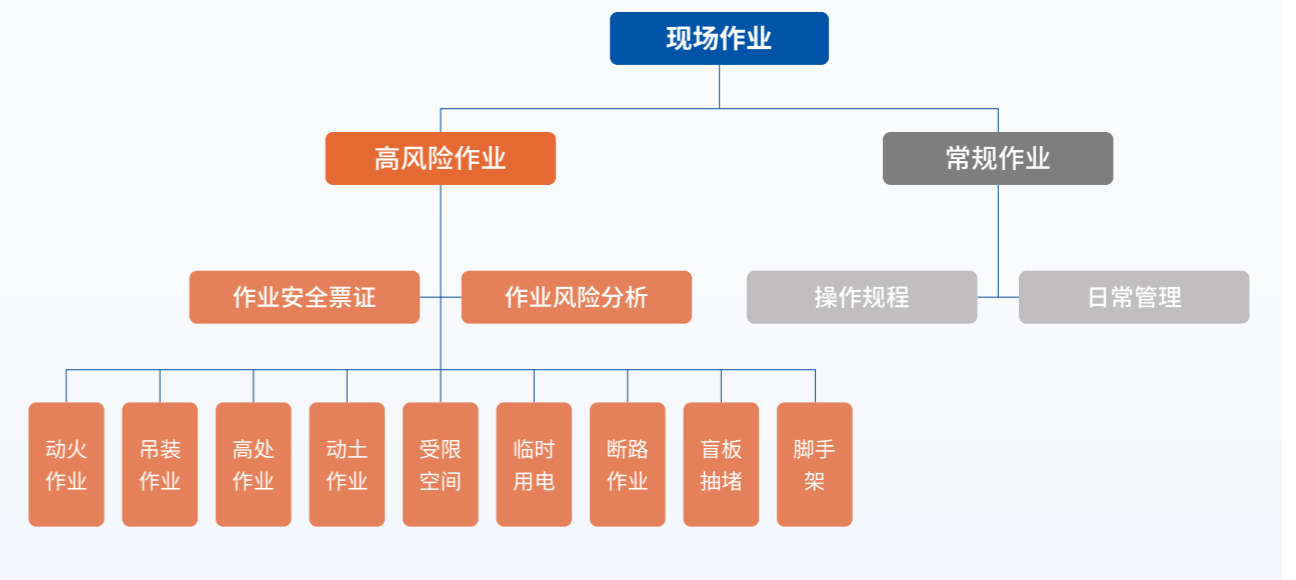 现场作业
高风险作业
常规作业
作业安全票证
作业风险分析
操作规程
日常管理
动火
作业
吊装
作业
高处
作业
动土
作业
受限
空间
临时
用电
断路
作业
盲板
抽堵
脚手
架